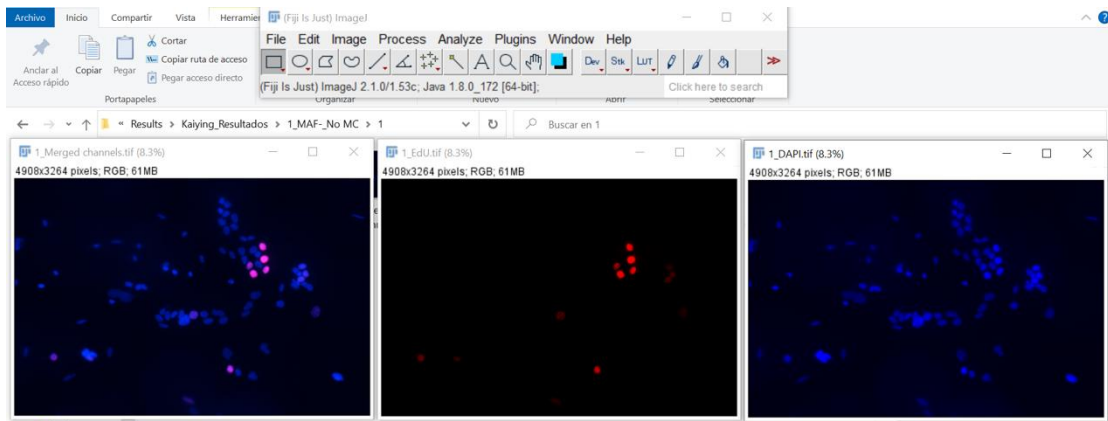 Archivo Inicio Compartir Vista Herramie
(Fiji Is Just) ImageJ
File Edit Image Process Analyze Plugins Window Help
Dev Stk LUT
(Fiji Is Just) ImageJ 2.1.0/1.53c; Java 1.8.0_172 [64-bit];
Click here to search
Anclar al
Acceso rápido
Copiar
Pegar
Cortar
Copiar ruta de acceso
Pegar acceso directo
Portapapeles
Organizar
Nuevo
Abrir
Seleccionar
« Results > Kaiying_Resultados > 1_MAF-_No MC > 1
Buscar en 1
1_Merged channels.tif (8.3%)
4908x3264 pixels; RGB; 61MB
1_EdU.tif (8.3%)
4908x3264 pixels; RGB; 61MB
1_DAPI.tif (8.3%)
4908x3264 pixels; RGB; 61MB